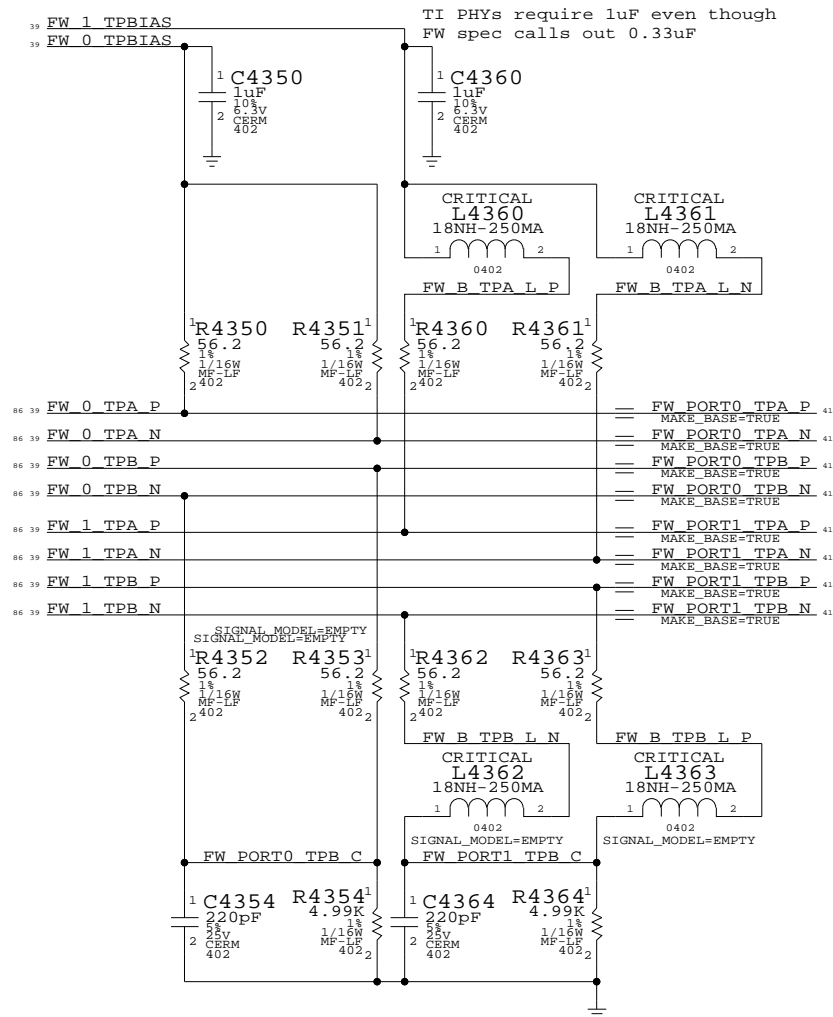 TI PHYs require 1uF even though
FW spec calls out 0.33uF
39 FW_1_TPBIAS
39 FW_0_TPBIAS
1 C4350
1uF
10%
6.3V
2 CERM
402
1 C4360
1uF
10%
6.3V
2 CERM
402
CRITICAL
L4360
18NH-250MA
1 2
0402
FW_B_TPA_L_P
CRITICAL
L4361
18NH-250MA
1 2
0402
FW_B_TPA_L_N
1 R4350
56.2
1%
1/16W
MF-LF
2 402
R4351 1
56.2
1%
1/16W
MF-LF
402 2
1 R4360
56.2
1%
1/16W
MF-LF
2 402
R4361 1
56.2
1%
1/16W
MF-LF
402 2
86 39 FW_0_TPA_P FW_PORT0_TPA_P 41
MAKE_BASE=TRUE
86 39 FW_0_TPA_N FW_PORT0_TPA_N 41
MAKE_BASE=TRUE
86 39 FW_0_TPB_P FW_PORT0_TPB_P 41
MAKE_BASE=TRUE
86 39 FW_0_TPB_N FW_PORT0_TPB_N 41
MAKE_BASE=TRUE
86 39 FW_1_TPA_P FW_PORT1_TPA_P 41
MAKE_BASE=TRUE
86 39 FW_1_TPA_N FW_PORT1_TPA_N 41
MAKE_BASE=TRUE
86 39 FW_1_TPB_P FW_PORT1_TPB_P 41
MAKE_BASE=TRUE
86 39 FW_1_TPB_N FW_PORT1_TPB_N 41
MAKE_BASE=TRUE
SIGNAL_MODEL=EMPTY
SIGNAL_MODEL=EMPTY
1 R4352
56.2
1%
1/16W
MF-LF
2 402
R4353 1
56.2
1%
1/16W
MF-LF
402 2
1 R4362
56.2
1%
1/16W
MF-LF
2 402
R4363 1
56.2
1%
1/16W
MF-LF
402 2
FW_B_TPB_L_N
CRITICAL
L4362
18NH-250MA
1 2
0402
SIGNAL_MODEL=EMPTY
FW_B_TPB_L_P
CRITICAL
L4363
18NH-250MA
1 2
0402
SIGNAL_MODEL=EMPTY
FW_PORT0_TPB_C
FW_PORT1_TPB_C
1 C4354
220pF
5%
25V
2 CERM
402
R4354 1
4.99K
1%
1/16W
MF-LF
402 2
1 C4364
220pF
5%
25V
2 CERM
402
R4364 1
4.99K
1%
1/16W
MF-LF
402 2